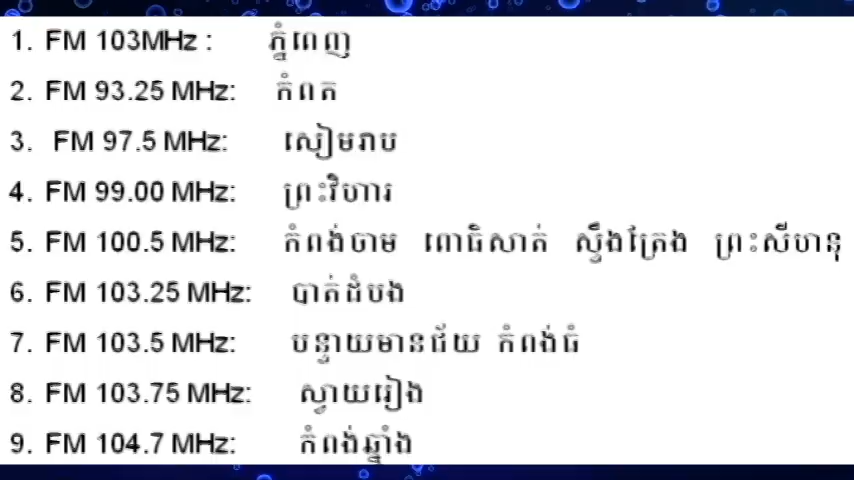 1. FM 103MHz : ភ្នំពេញ
2. FM 93.25 MHz: កំពត
3. FM 97.5 MHz: សៀមរាប
4. FM 99.00 MHz: ព្រះវិហារ
5. FM 100.5 MHz: កំពង់ចាម ពោធិសាត់ ស្ទឹងត្រែង ព្រះសីហនុ
6. FM 103.25 MHz: បាត់ដំបង
7. FM 103.5 MHz: បន្ទាយមានជ័យ កំពង់ធំ
8. FM 103.75 MHz: ស្វាយរៀង
9. FM 104.7 MHz: កំពង់ឆ្នាំង